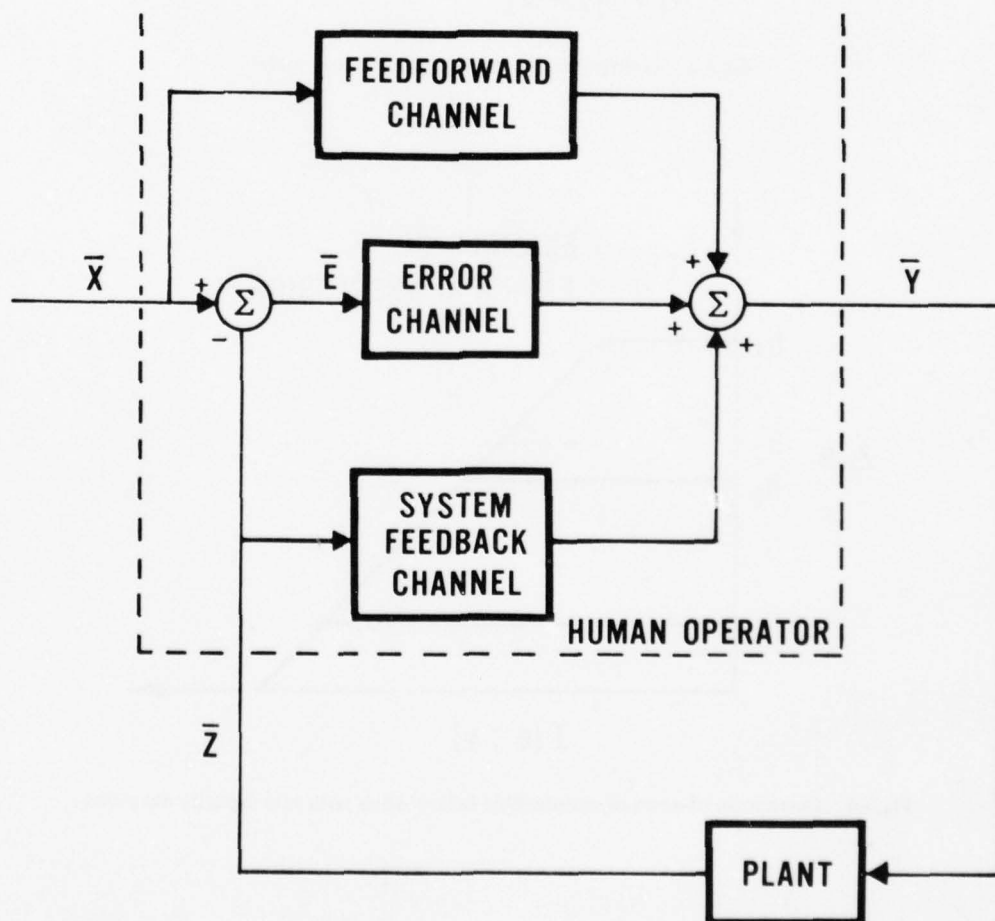 FEEDFORWARD
CHANNEL
X̅
+
Σ
−
E̅
ERROR
CHANNEL
+
+
Σ
+
Y̅
SYSTEM
FEEDBACK
CHANNEL
HUMAN OPERATOR
Z̅
PLANT